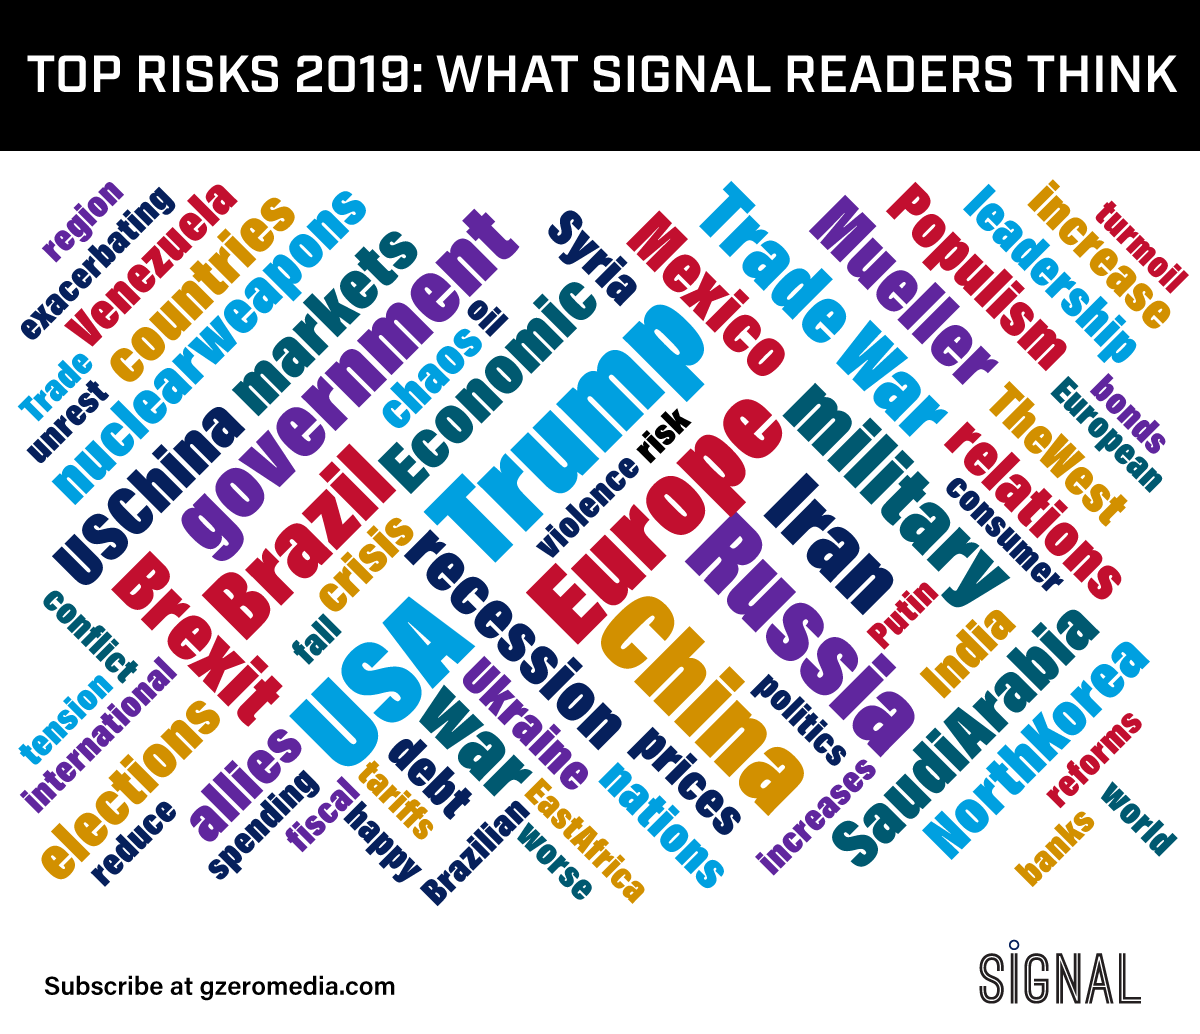 TOP RISKS 2019: WHAT SIGNAL READERS THINK
region
exacerbating
Venezuela
countries
nuclearweapons
markets
government
Syria
Mexico
Trade War
Mueller
Populism
leadership
increase
turmoil
Trade
unrest
USChina
chaos
oil
Economic
Trump
risk
violence
Europe
military
TheWest
European
bonds
relations
consumer
Iran
Russia
Putin
India
Brazil
crisis
recession
Brexit
fall
USA
China
conflict
tension
international
elections
reduce
allies
spending
fiscal
happy
tariffs
debt
war
Ukraine
Brazilian
worse
EastAfrica
nations
prices
politics
increases
SaudiArabia
NorthKorea
reforms
world
banks
Subscribe at gzeromedia.com
SIGNAL